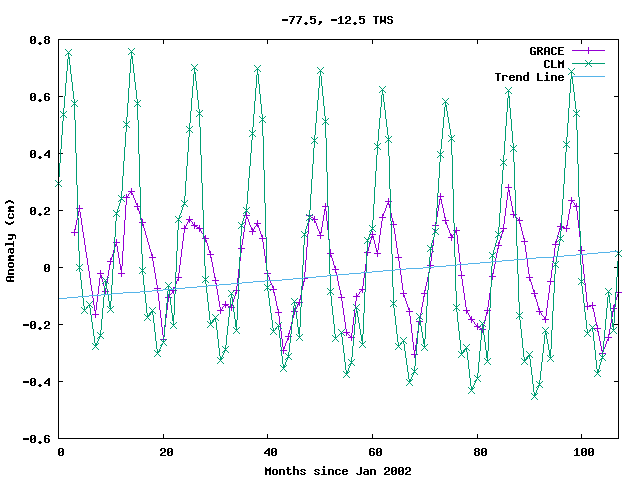 -77.5, -12.5 TWS
GRACE
CLM
Trend Line
0.8
0.6
0.4
0.2
0
-0.2
-0.4
-0.6
Anomaly (cm)
0 20 40 60 80 100
Months since Jan 2002